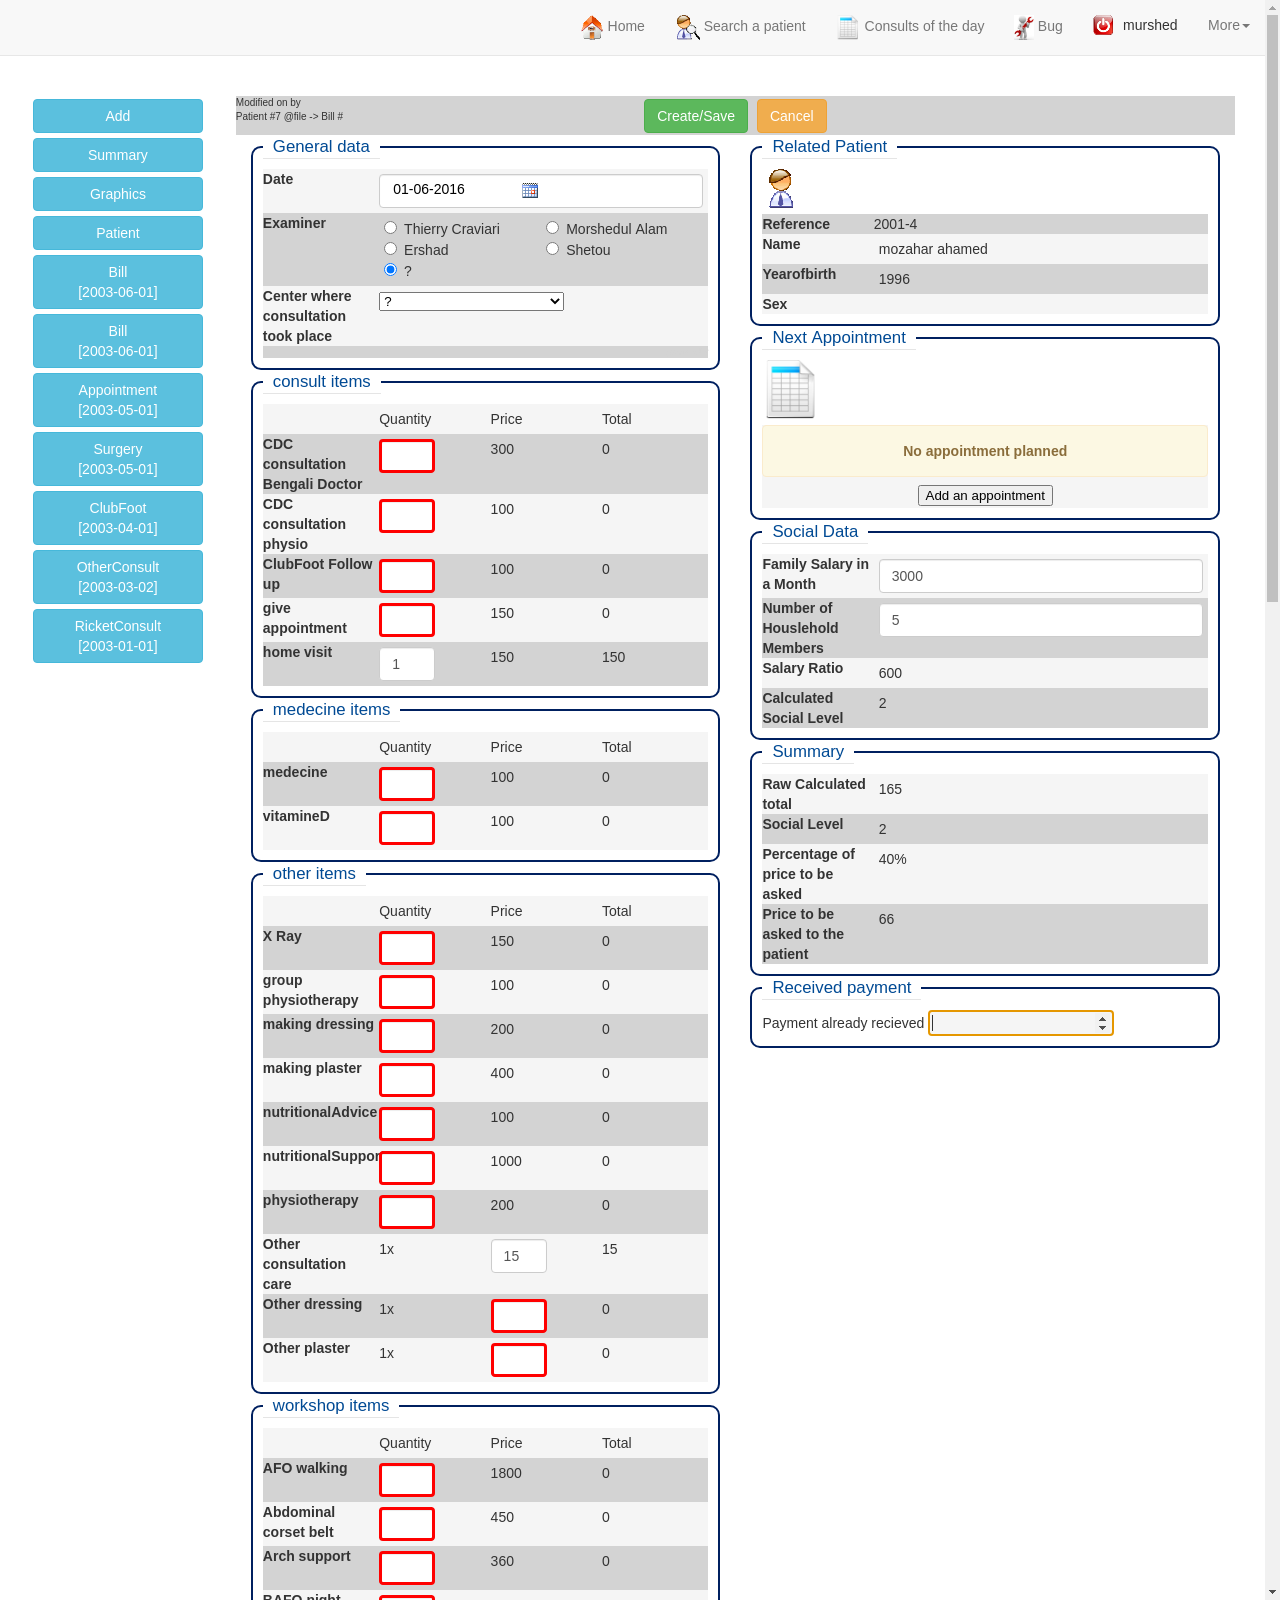 Home Search a patient Consults of the day Bug murshed More
Add
Summary
Graphics
Patient
Bill
[2003-06-01]
Bill
[2003-06-01]
Appointment
[2003-05-01]
Surgery
[2003-05-01]
ClubFoot
[2003-04-01]
OtherConsult
[2003-03-02]
RicketConsult
[2003-01-01]
Modified on by
Patient #7 @file -> Bill #
Create/Save Cancel
General data
Date 01-06-2016
Examiner Thierry Craviari Morshedul Alam
Ershad Shetou
?
Center where ?
consultation
took place
consult items
Quantity Price Total
CDC 300 0
consultation
Bengali Doctor
CDC 100 0
consultation
physio
ClubFoot Follow 100 0
up
give 150 0
appointment
home visit 1 150 150
medecine items
Quantity Price Total
medecine 100 0
vitamineD 100 0
other items
Quantity Price Total
X Ray 150 0
group 100 0
physiotherapy
making dressing 200 0
making plaster 400 0
nutritionalAdvice 100 0
nutritionalSuppor 1000 0
physiotherapy 200 0
Other 1x 15 15
consultation
care
Other dressing 1x 0
Other plaster 1x 0
workshop items
Quantity Price Total
AFO walking 1800 0
Abdominal 450 0
corset belt
Arch support 360 0
BAFO night
Related Patient
Reference 2001-4
Name mozahar ahamed
Yearofbirth 1996
Sex
Next Appointment
No appointment planned
Add an appointment
Social Data
Family Salary in 3000
a Month
Number of 5
Houslehold
Members
Salary Ratio 600
Calculated 2
Social Level
Summary
Raw Calculated 165
total
Social Level 2
Percentage of 40%
price to be
asked
Price to be 66
asked to the
patient
Received payment
Payment already recieved